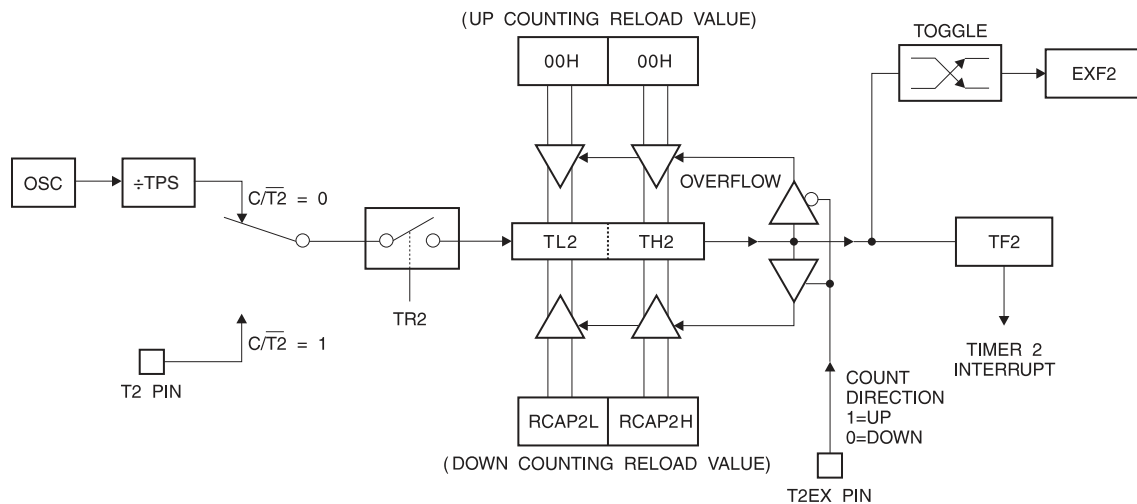 (UP COUNTING RELOAD VALUE)
TOGGLE
00H 00H
EXF2
OSC
÷TPS
OVERFLOW
C/T2̅ = 0
TL2 TH2
TF2
TR2
C/T2̅ = 1
TIMER 2
INTERRUPT
T2 PIN
COUNT
DIRECTION
1=UP
0=DOWN
RCAP2L RCAP2H
(DOWN COUNTING RELOAD VALUE)
T2EX PIN